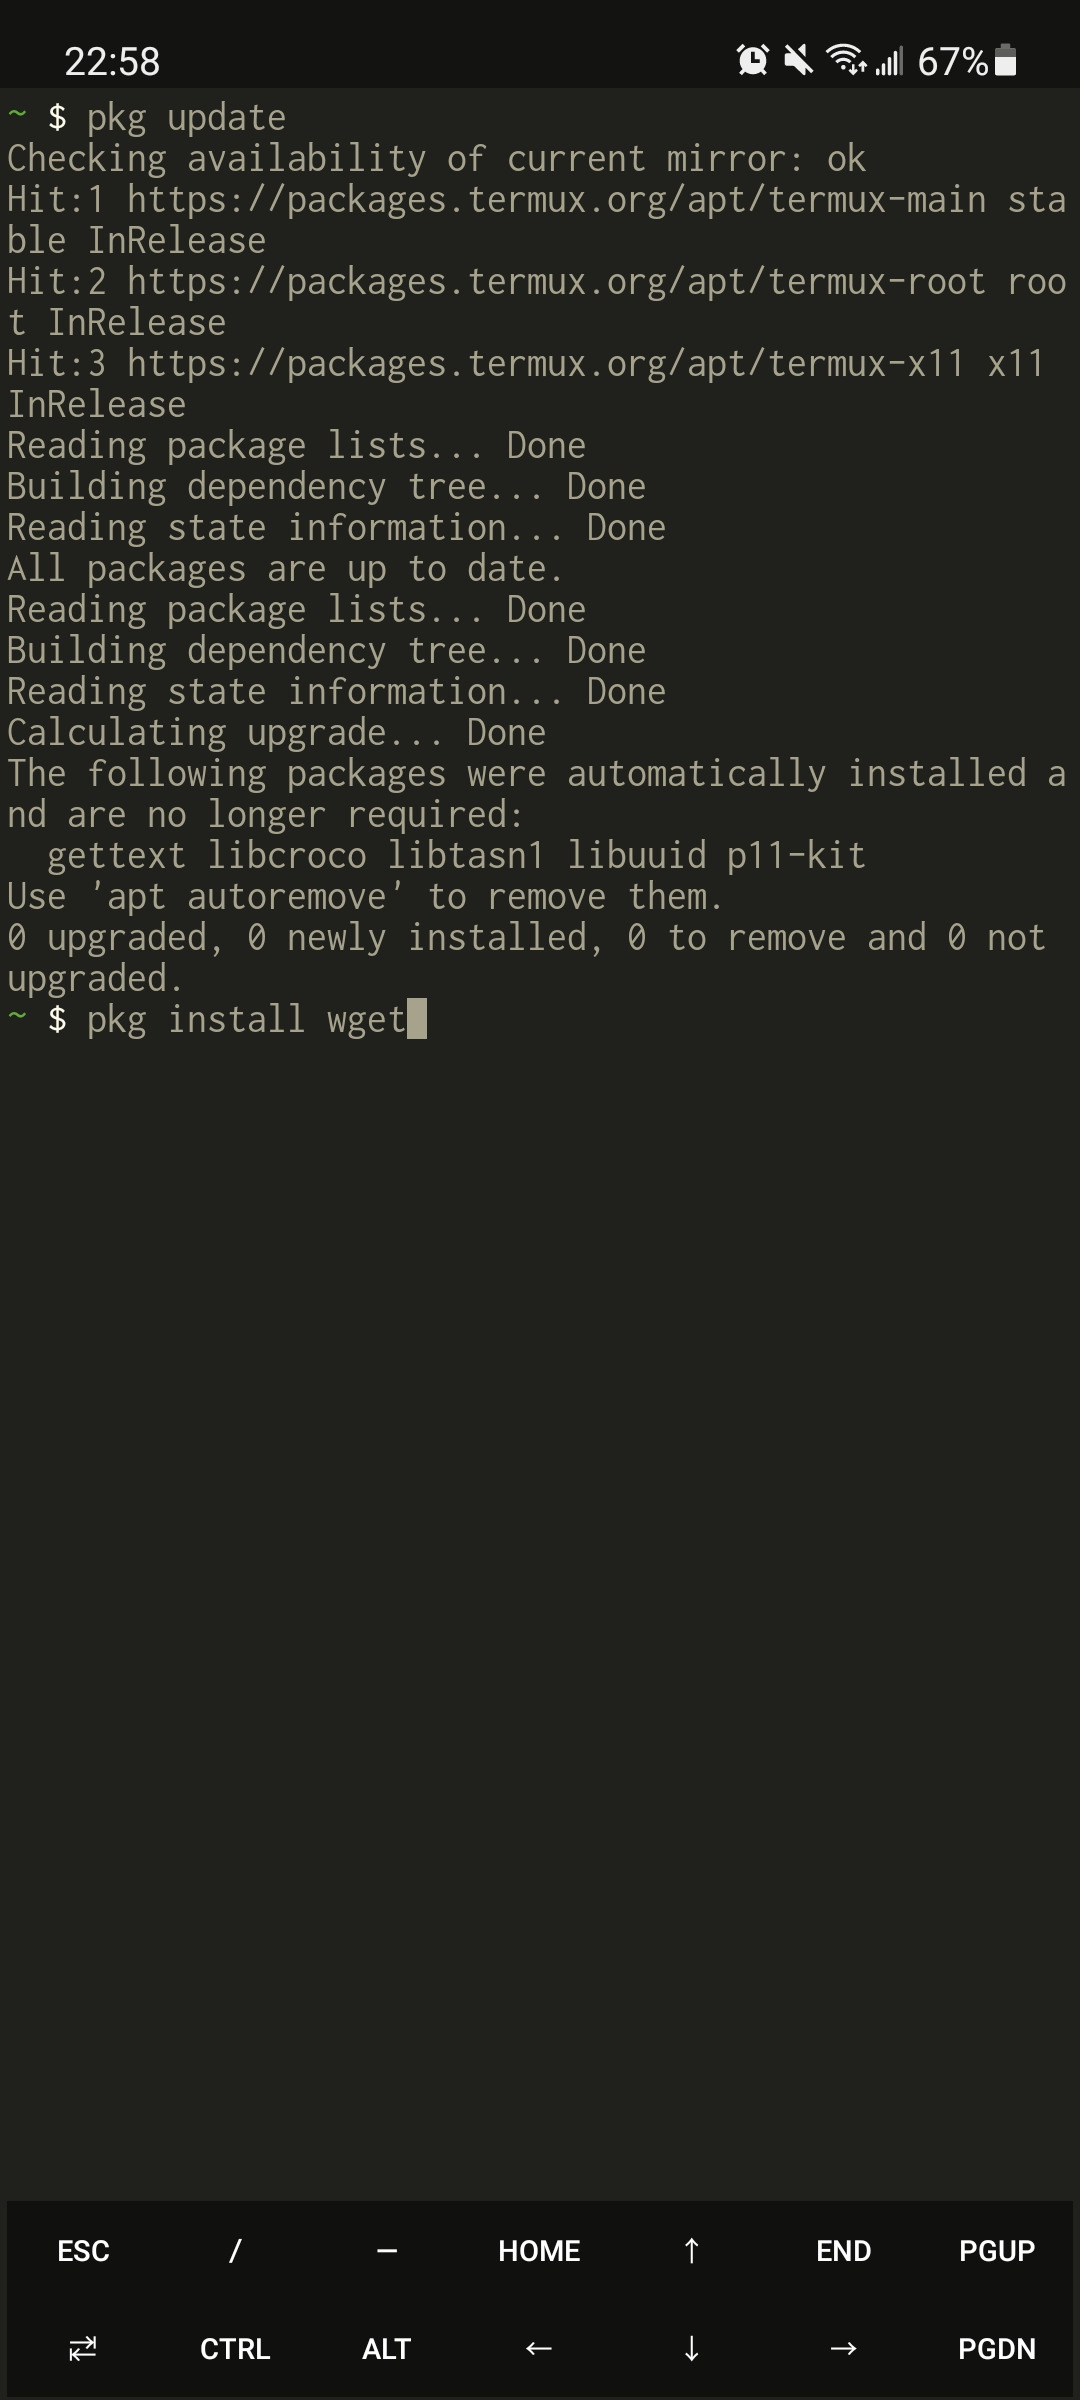 22:58 67%
~ $ pkg update
Checking availability of current mirror: ok
Hit:1 https://packages.termux.org/apt/termux-main sta
ble InRelease
Hit:2 https://packages.termux.org/apt/termux-root roo
t InRelease
Hit:3 https://packages.termux.org/apt/termux-x11 x11
InRelease
Reading package lists... Done
Building dependency tree... Done
Reading state information... Done
All packages are up to date.
Reading package lists... Done
Building dependency tree... Done
Reading state information... Done
Calculating upgrade... Done
The following packages were automatically installed a
nd are no longer required:
  gettext libcroco libtasn1 libuuid p11-kit
Use 'apt autoremove' to remove them.
0 upgraded, 0 newly installed, 0 to remove and 0 not
upgraded.
~ $ pkg install wget
ESC / — HOME ↑ END PGUP
⇄ CTRL ALT ← ↓ → PGDN